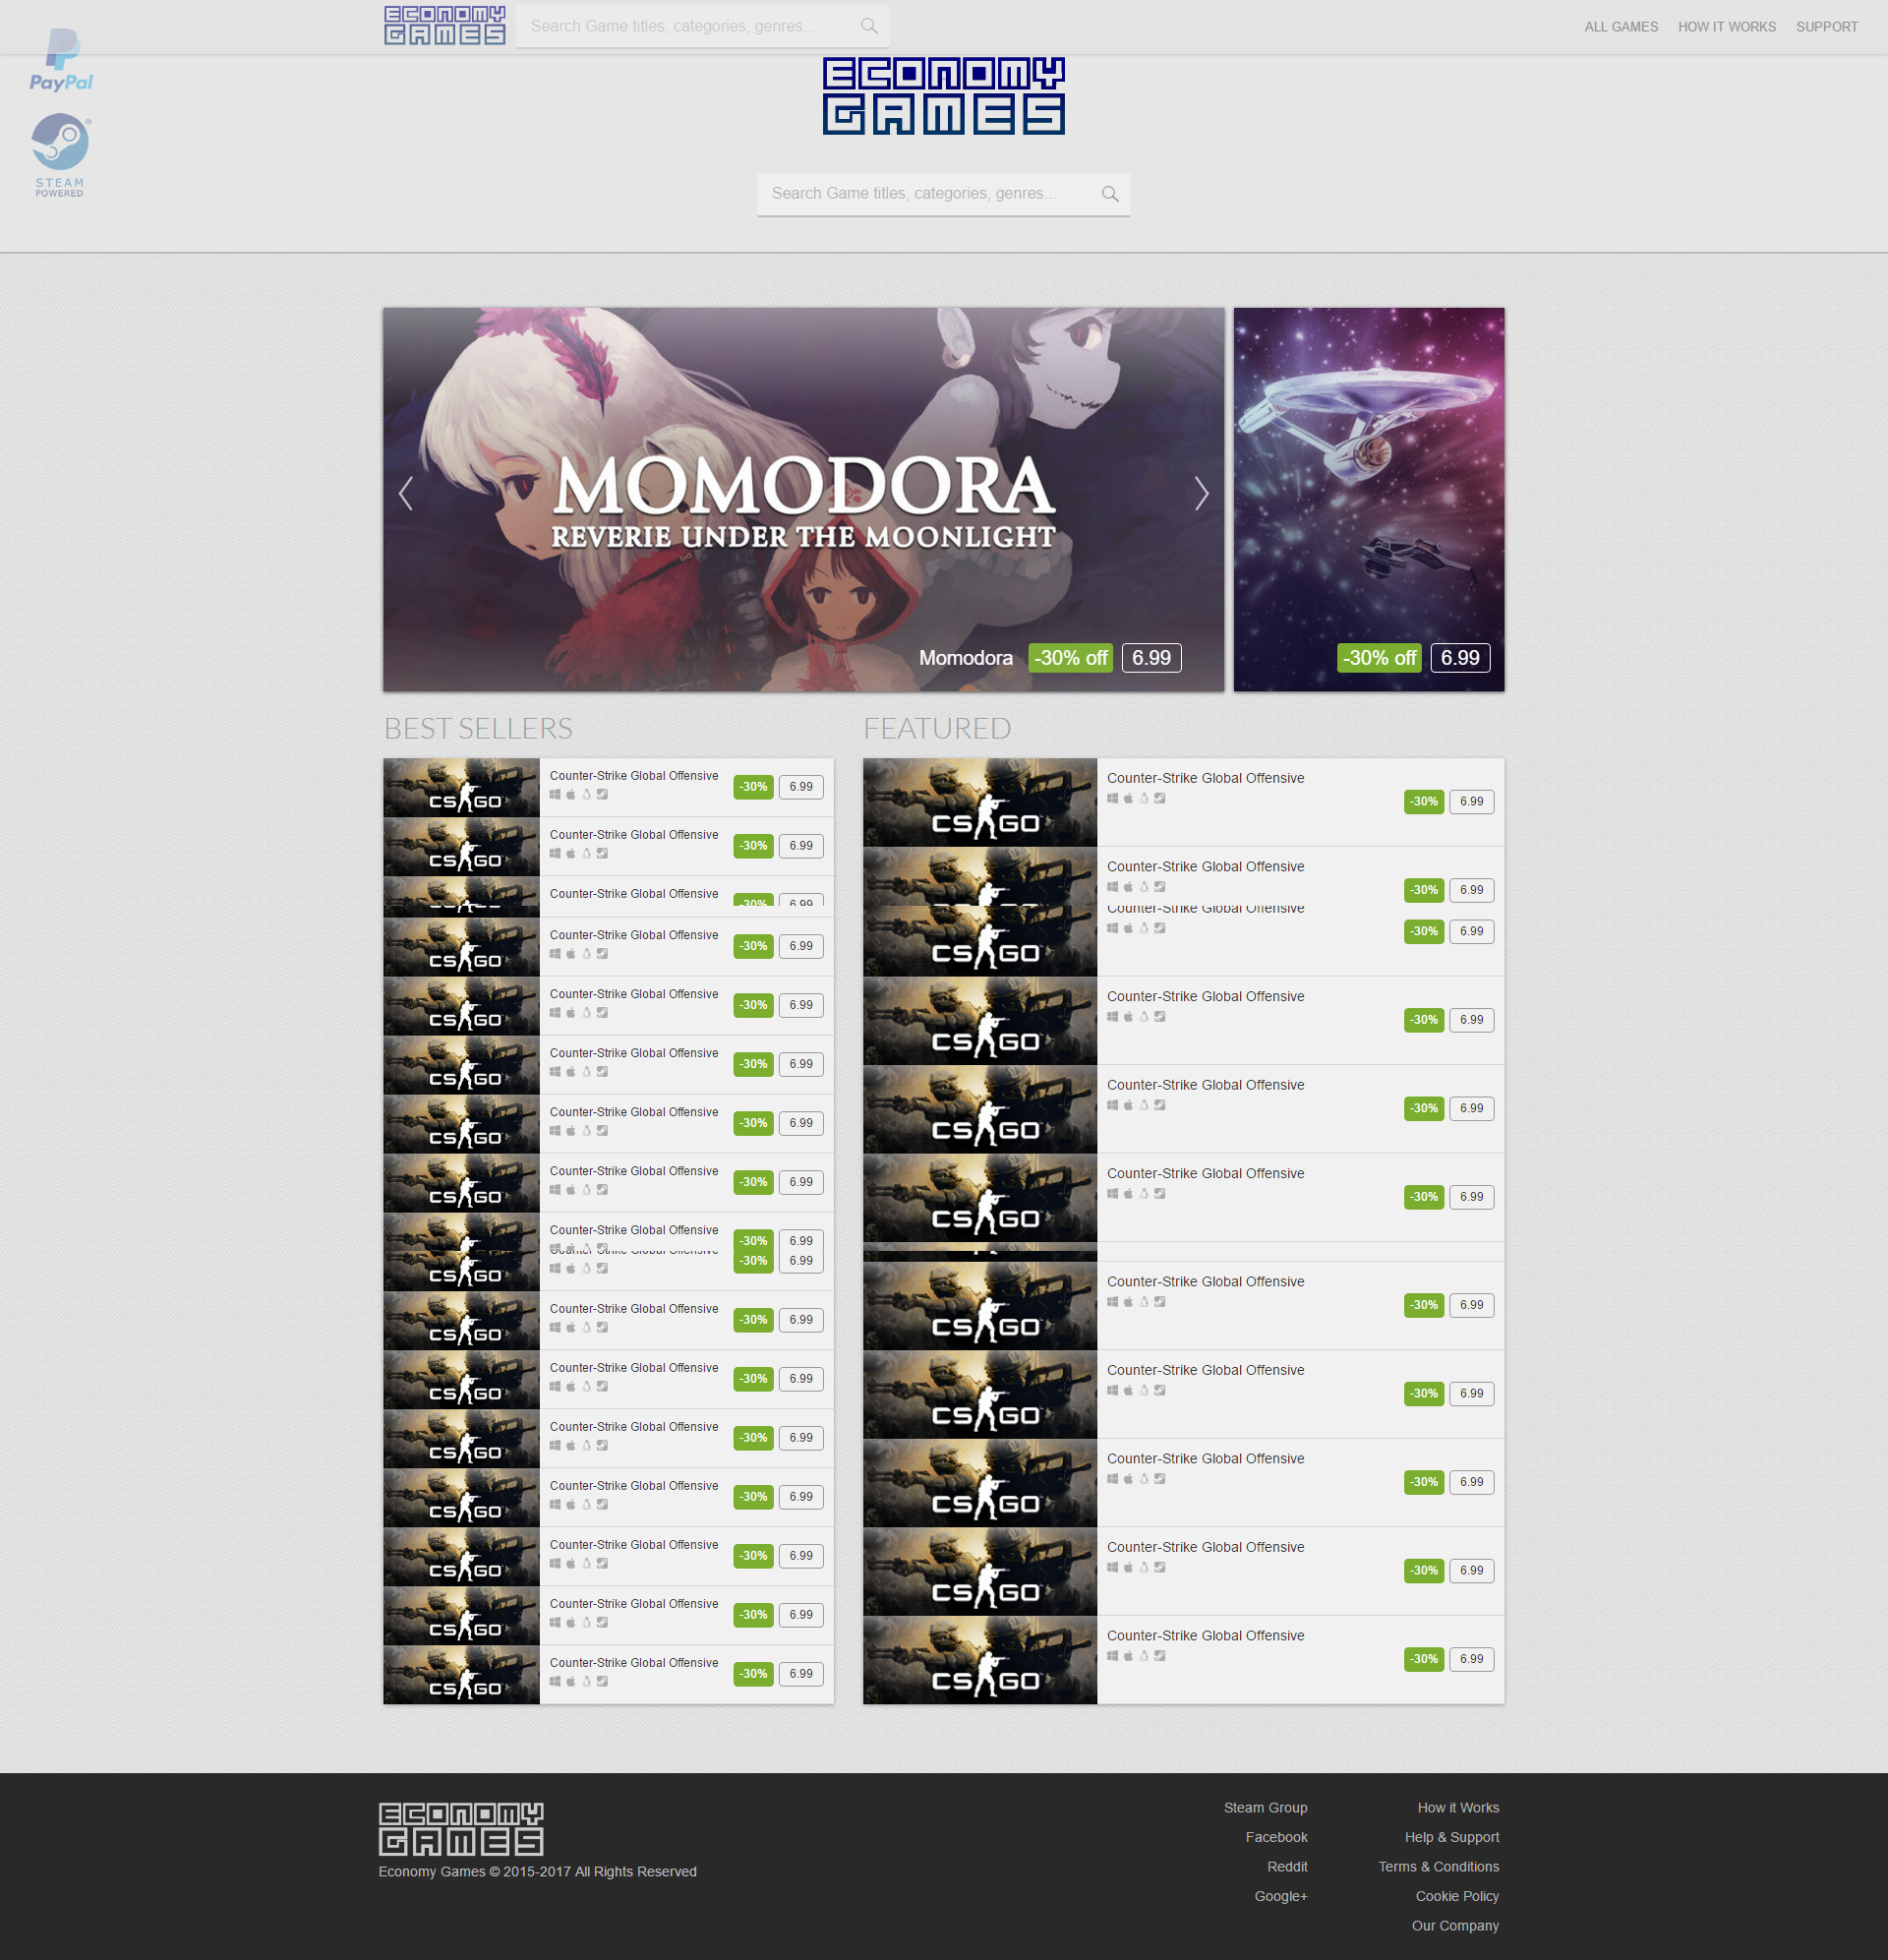 ECONOMY
GAMES
Search Game titles, categories, genres...
ALL GAMES HOW IT WORKS SUPPORT
PayPal
STEAM
POWERED
ECONOMY
GAMES
Search Game titles, categories, genres...
MOMODORA
REVERIE UNDER THE MOONLIGHT
Momodora -30% off 6.99
-30% off 6.99
BEST SELLERS
CS GO Counter-Strike Global Offensive -30% 6.99
CS GO Counter-Strike Global Offensive -30% 6.99
Counter-Strike Global Offensive -30% 6.99
CS GO Counter-Strike Global Offensive -30% 6.99
CS GO Counter-Strike Global Offensive -30% 6.99
CS GO Counter-Strike Global Offensive -30% 6.99
CS GO Counter-Strike Global Offensive -30% 6.99
CS GO Counter-Strike Global Offensive -30% 6.99
Counter-Strike Global Offensive -30% 6.99
CS GO Counter-Strike Global Offensive -30% 6.99
CS GO Counter-Strike Global Offensive -30% 6.99
CS GO Counter-Strike Global Offensive -30% 6.99
CS GO Counter-Strike Global Offensive -30% 6.99
CS GO Counter-Strike Global Offensive -30% 6.99
CS GO Counter-Strike Global Offensive -30% 6.99
CS GO Counter-Strike Global Offensive -30% 6.99
CS GO Counter-Strike Global Offensive -30% 6.99
FEATURED
CS GO Counter-Strike Global Offensive -30% 6.99
Counter-Strike Global Offensive -30% 6.99
CS GO Counter-Strike Global Offensive -30% 6.99
CS GO Counter-Strike Global Offensive -30% 6.99
CS GO Counter-Strike Global Offensive -30% 6.99
CS GO Counter-Strike Global Offensive -30% 6.99
CS GO Counter-Strike Global Offensive -30% 6.99
CS GO Counter-Strike Global Offensive -30% 6.99
CS GO Counter-Strike Global Offensive -30% 6.99
CS GO Counter-Strike Global Offensive -30% 6.99
CS GO Counter-Strike Global Offensive -30% 6.99
ECONOMY
GAMES
Economy Games © 2015-2017 All Rights Reserved
Steam Group
Facebook
Reddit
Google+
How it Works
Help & Support
Terms & Conditions
Cookie Policy
Our Company